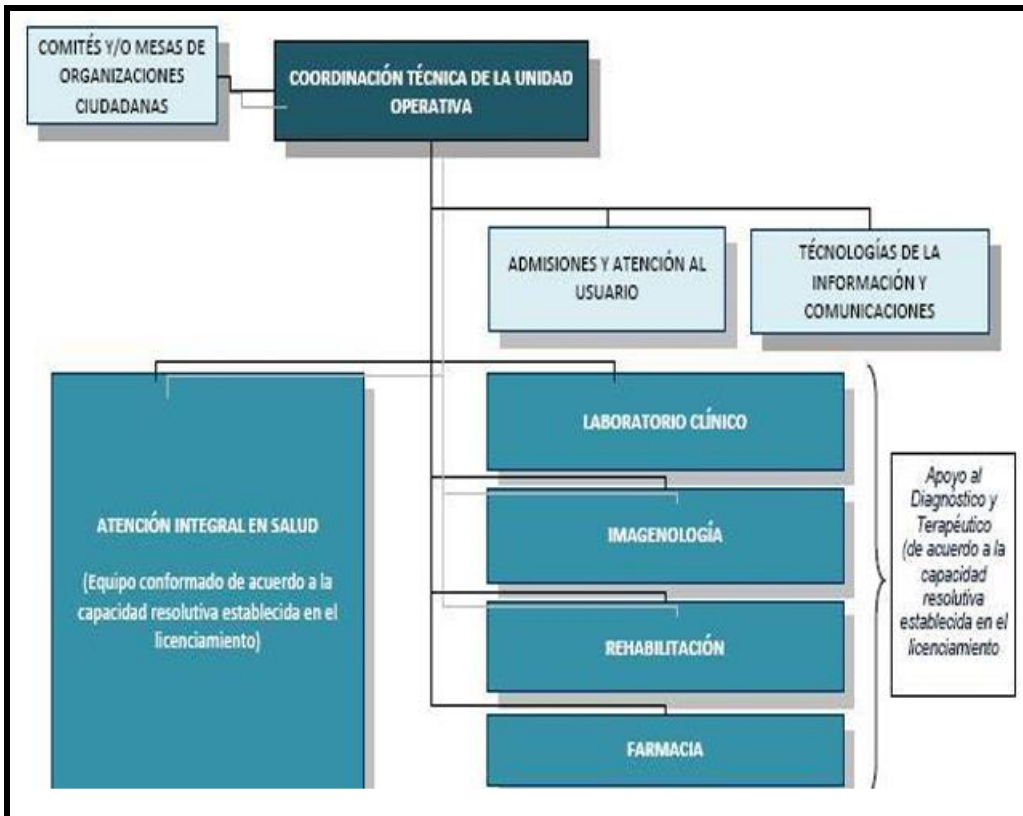 COMITÉS Y/O MESAS DE
ORGANIZACIONES
CIUDADANAS
COORDINACIÓN TÉCNICA DE LA UNIDAD
OPERATIVA
ADMISIONES Y ATENCIÓN AL
USUARIO
TÉCNOLOGÍAS DE LA
INFORMACIÓN Y
COMUNICACIONES
ATENCIÓN INTEGRAL EN SALUD
(Equipo conformado de acuerdo a la
capacidad resolutiva establecida en el
licenciamiento)
LABORATORIO CLÍNICO
IMAGENOLOGÍA
REHABILITACIÓN
FARMACIA
Apoyo al
Diagnóstico y
Terapéutico
(de acuerdo a la
capacidad
resolutiva
establecida en el
licenciamiento